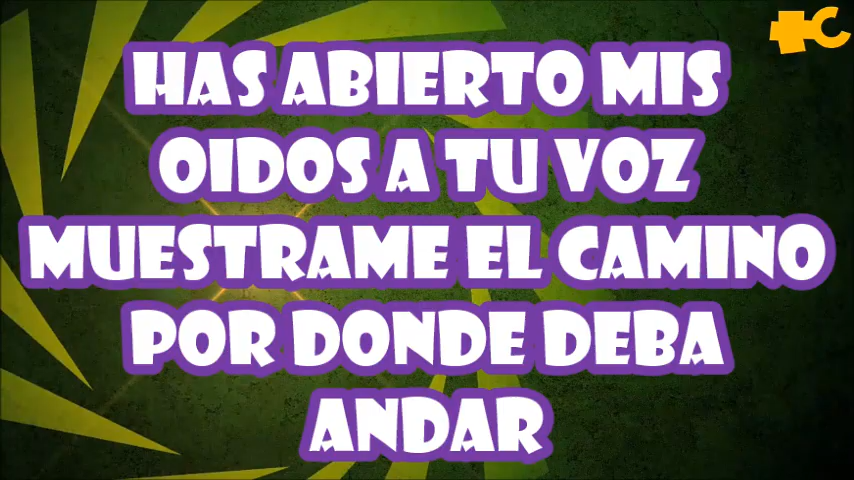 HAS ABIERTO MIS
OIDOS A TU VOZ
MUESTRAME EL CAMINO
POR DONDE DEBA
ANDAR